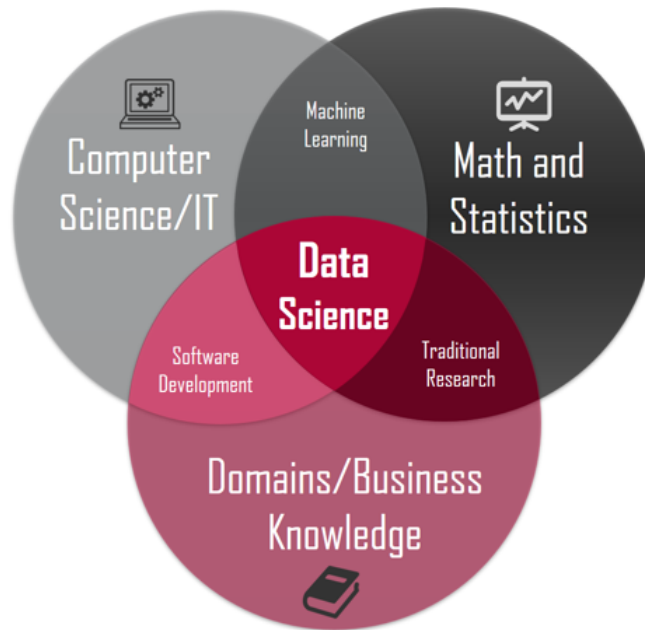 Machine
Learning
Computer
Science/IT
Math and
Statistics
Data
Science
Software
Development
Traditional
Research
Domains/Business
Knowledge